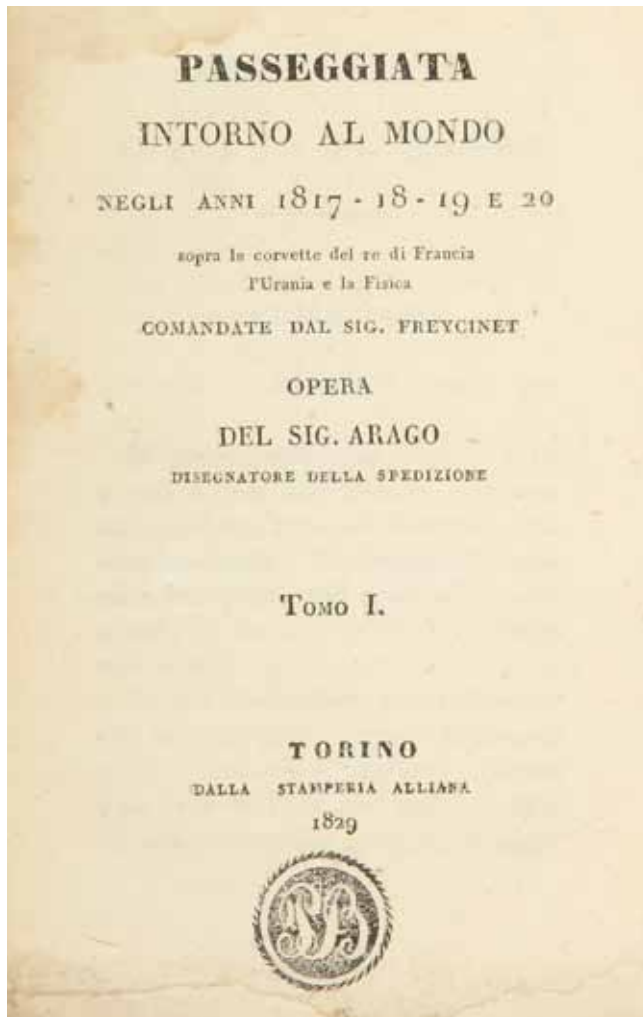 PASSEGGIATA
INTORNO AL MONDO
NEGLI ANNI 1817-18-19 E 20
sopra le corvette del re di Francia
l'Urania e la Fisica
COMANDATE DAL SIG. FREYCINET
OPERA
DEL SIG. ARAGO
DISEGNATORE DELLA SPEDIZIONE
TOMO I.
TORINO
DALLA STAMPERIA ALLIANA
1829